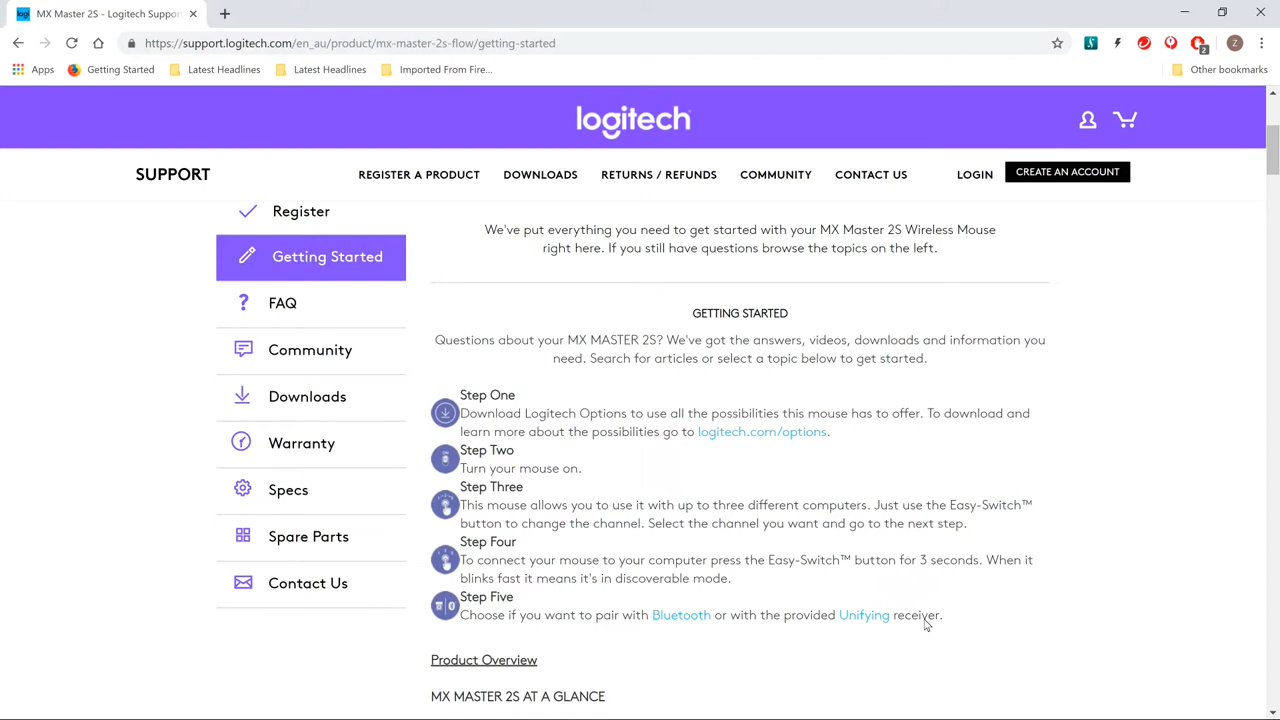 MX Master 2S - Logitech Suppor
https://support.logitech.com/en_au/product/mx-master-2s-flow/getting-started
2
Z
Apps
Getting Started
Latest Headlines
Latest Headlines
Imported From Fire...
Other bookmarks
logitech
SUPPORT
REGISTER A PRODUCT
DOWNLOADS
RETURNS / REFUNDS
COMMUNITY
CONTACT US
LOGIN
CREATE AN ACCOUNT
Register
Getting Started
FAQ
Community
Downloads
Warranty
Specs
Spare Parts
Contact Us
We've put everything you need to get started with your MX Master 2S Wireless Mouse
right here. If you still have questions browse the topics on the left.
GETTING STARTED
Questions about your MX MASTER 2S? We've got the answers, videos, downloads and information you
need. Search for articles or select a topic below to get started.
Step One
Download Logitech Options to use all the possibilities this mouse has to offer. To download and
learn more about the possibilities go to logitech.com/options.
Step Two
Turn your mouse on.
Step Three
This mouse allows you to use it with up to three different computers. Just use the Easy-Switch™
button to change the channel. Select the channel you want and go to the next step.
Step Four
To connect your mouse to your computer press the Easy-Switch™ button for 3 seconds. When it
blinks fast it means it's in discoverable mode.
Step Five
Choose if you want to pair with Bluetooth or with the provided Unifying receiver.
Product Overview
MX MASTER 2S AT A GLANCE